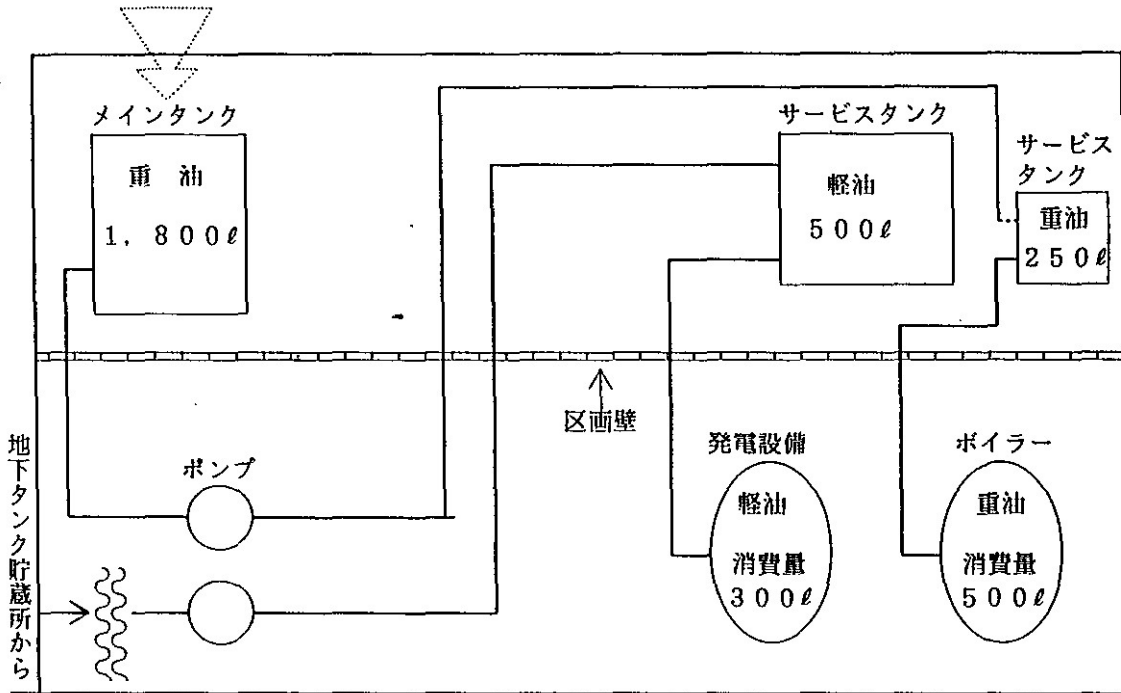 メインタンク
重油
1,800ℓ
サービスタンク
軽油
500ℓ
サービス
タンク
重油
250ℓ
区画壁
地下タンク貯蔵所から
ポンプ
発電設備
軽油
消費量
300ℓ
ボイラー
重油
消費量
500ℓ